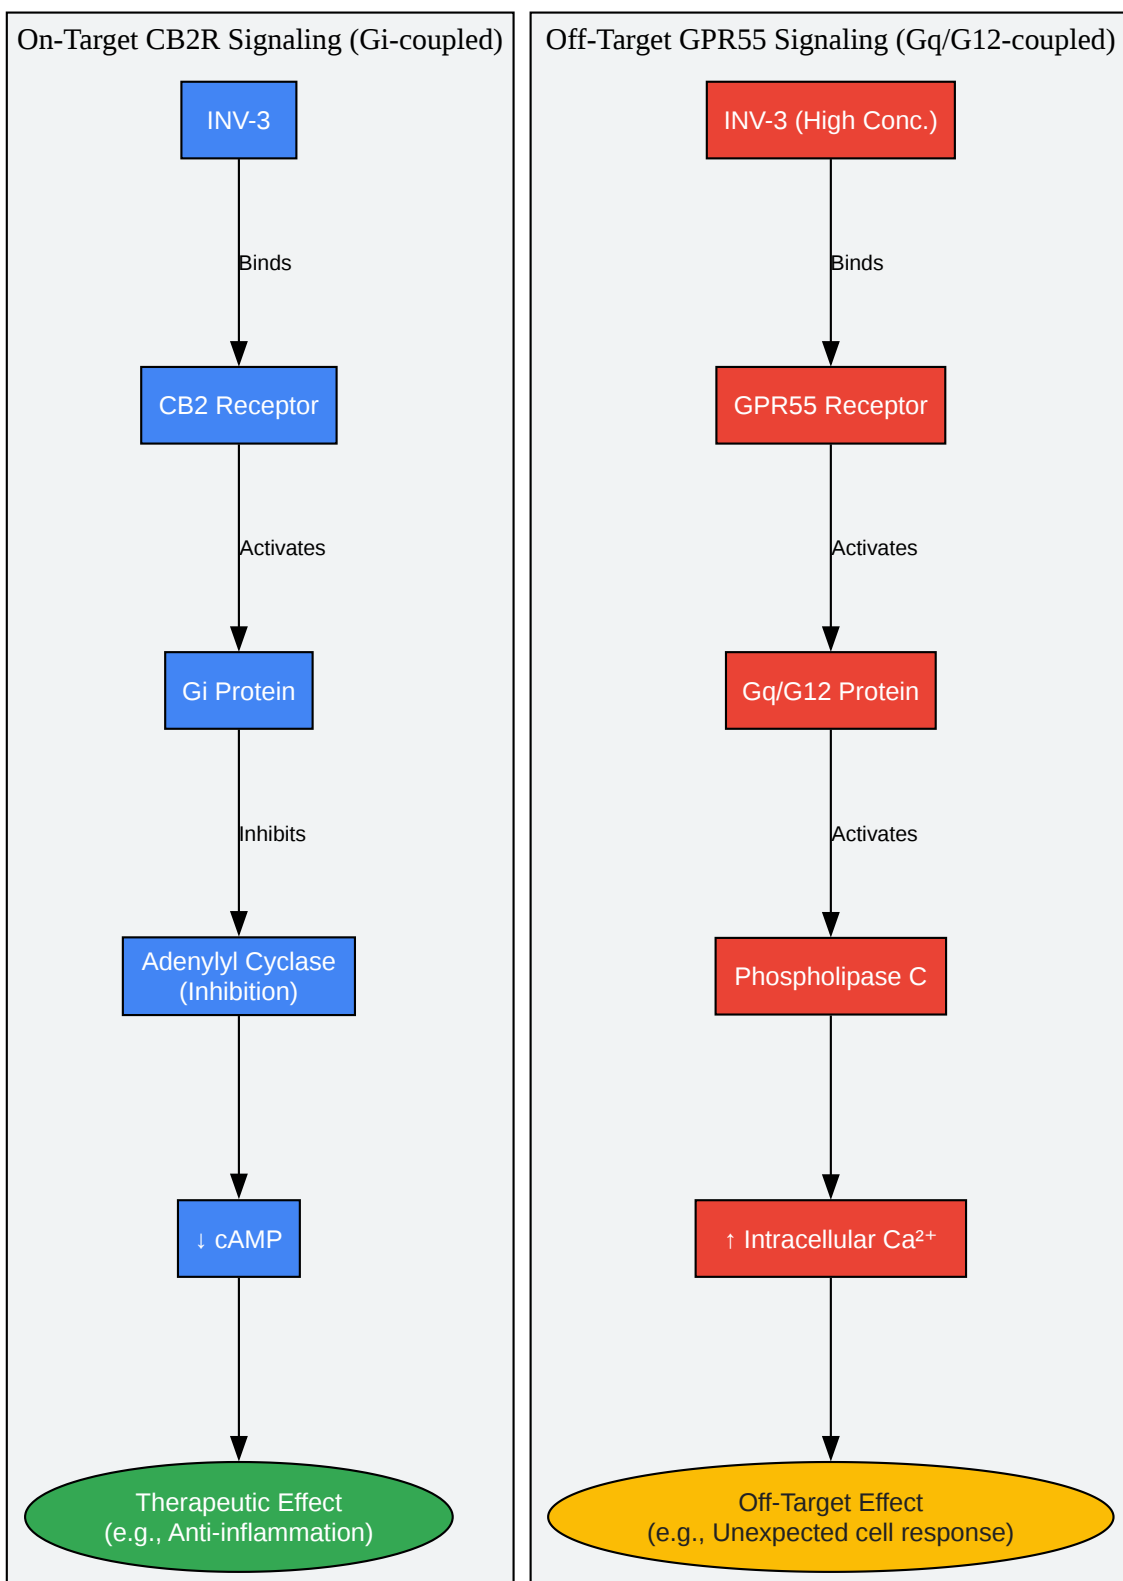 On-Target CB2R Signaling (Gi-coupled)
INV-3
Binds
CB2 Receptor
Activates
Gi Protein
Inhibits
Adenylyl Cyclase
(Inhibition)
↓ cAMP
Therapeutic Effect
(e.g., Anti-inflammation)
Off-Target GPR55 Signaling (Gq/G12-coupled)
INV-3 (High Conc.)
Binds
GPR55 Receptor
Activates
Gq/G12 Protein
Activates
Phospholipase C
↑ Intracellular Ca²⁺
Off-Target Effect
(e.g., Unexpected cell response)